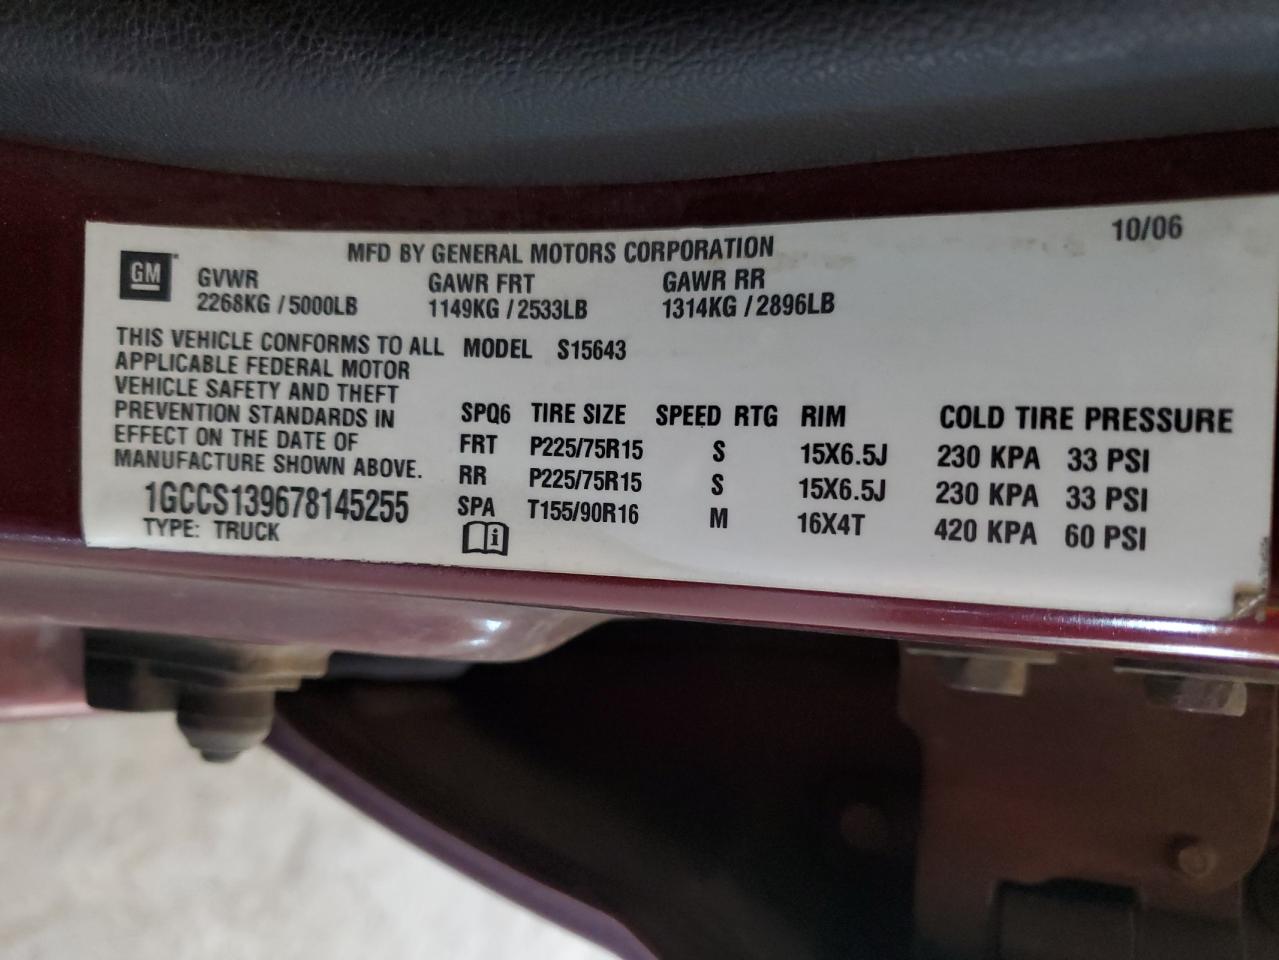 10/06
MFD BY GENERAL MOTORS CORPORATION
GM
GVWR GAWR FRT GAWR RR
2268KG / 5000LB 1149KG / 2533LB 1314KG / 2896LB
THIS VEHICLE CONFORMS TO ALL
APPLICABLE FEDERAL MOTOR
VEHICLE SAFETY AND THEFT
PREVENTION STANDARDS IN
EFFECT ON THE DATE OF
MANUFACTURE SHOWN ABOVE.
1GCCS139678145255
TYPE: TRUCK
MODEL S15643
SPQ6 TIRE SIZE SPEED RTG RIM COLD TIRE PRESSURE
FRT P225/75R15 S 15X6.5J 230 KPA 33 PSI
RR P225/75R15 S 15X6.5J 230 KPA 33 PSI
SPA T155/90R16 M 16X4T 420 KPA 60 PSI
i